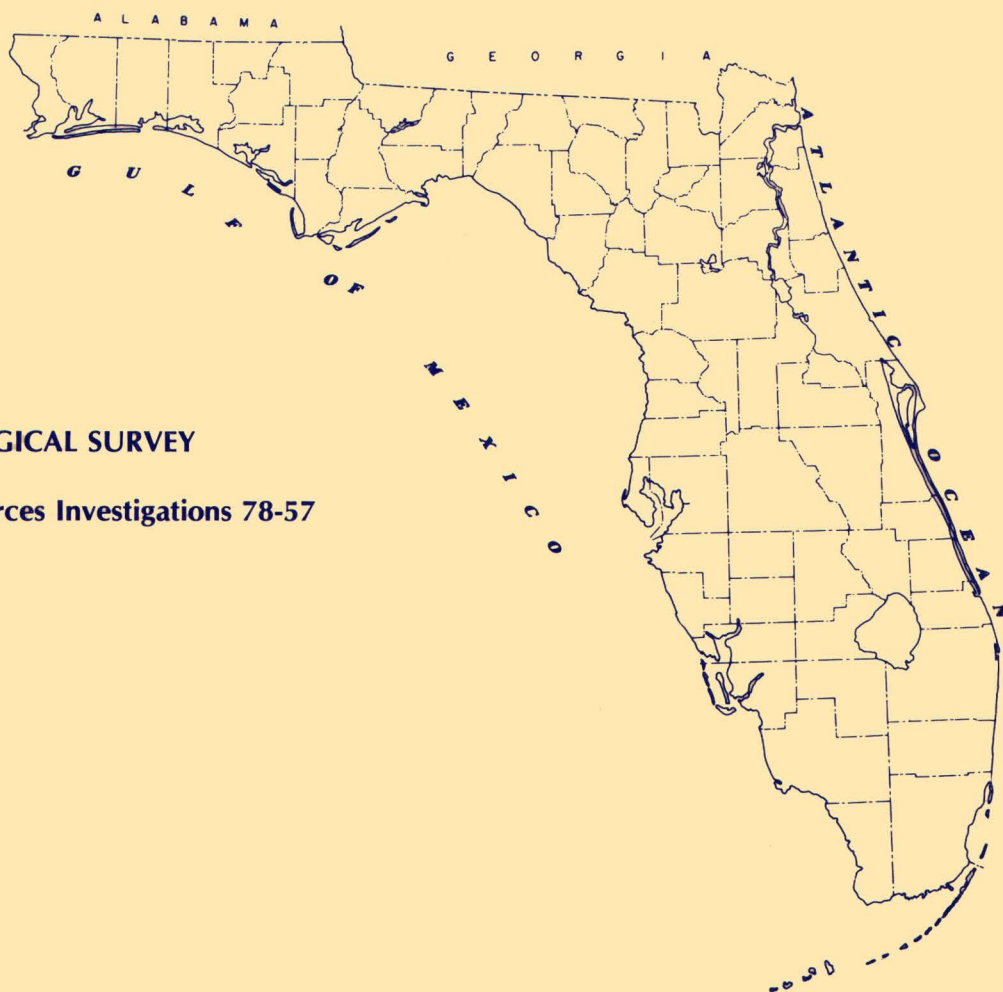 ALABAMA
GEORGIA
GULF OF MEXICO
ATLANTIC OCEAN
GICAL SURVEY
rces Investigations 78-57